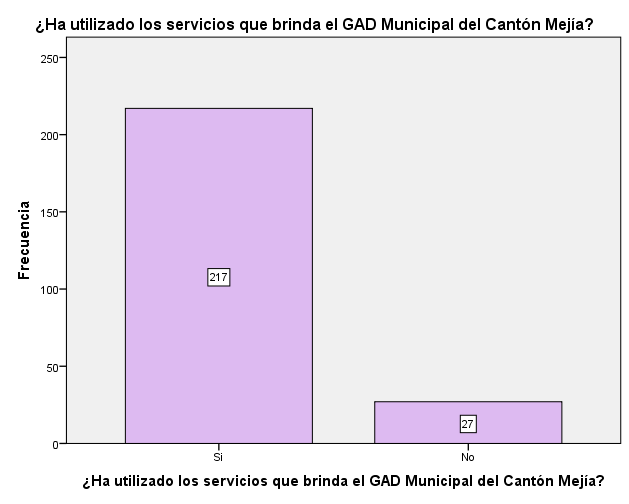 ¿Ha utilizado los servicios que brinda el GAD Municipal del Cantón Mejía?
250
200
150
100
50
0
Frecuencia
217
27
Si
No
¿Ha utilizado los servicios que brinda el GAD Municipal del Cantón Mejía?